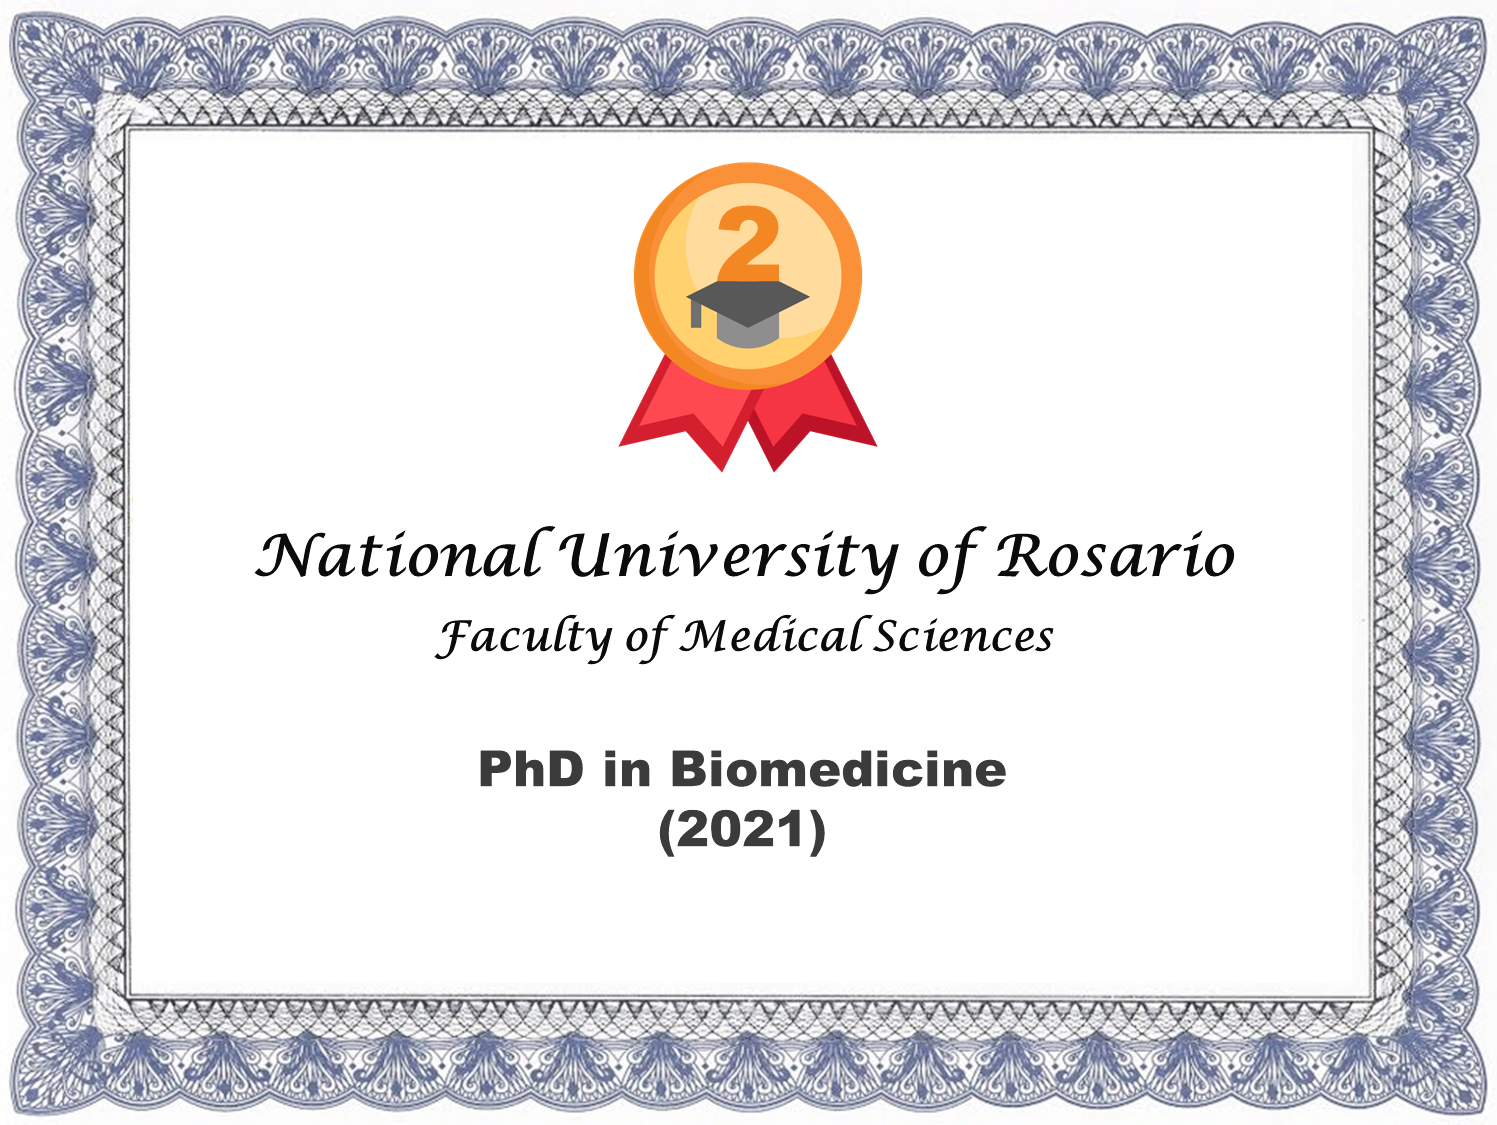 2
National University of Rosario
Faculty of Medical Sciences
PhD in Biomedicine
(2021)